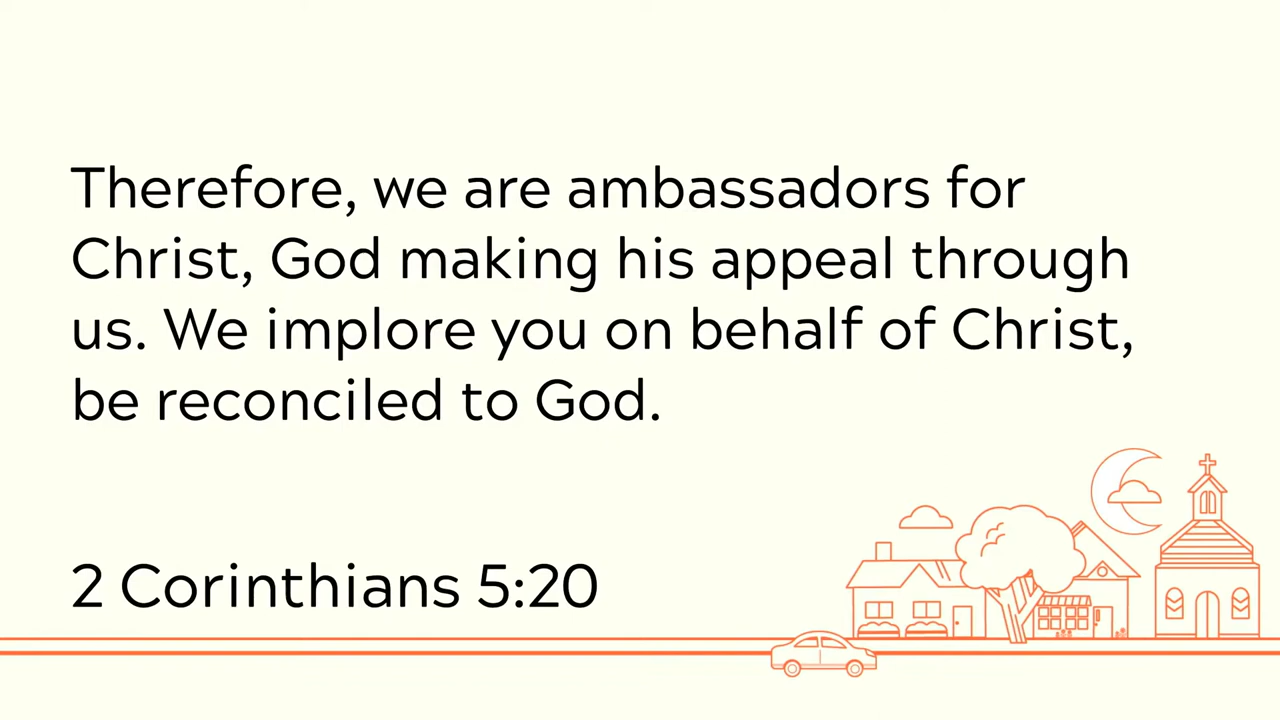 Therefore, we are ambassadors for
Christ, God making his appeal through
us. We implore you on behalf of Christ,
be reconciled to God.
2 Corinthians 5:20